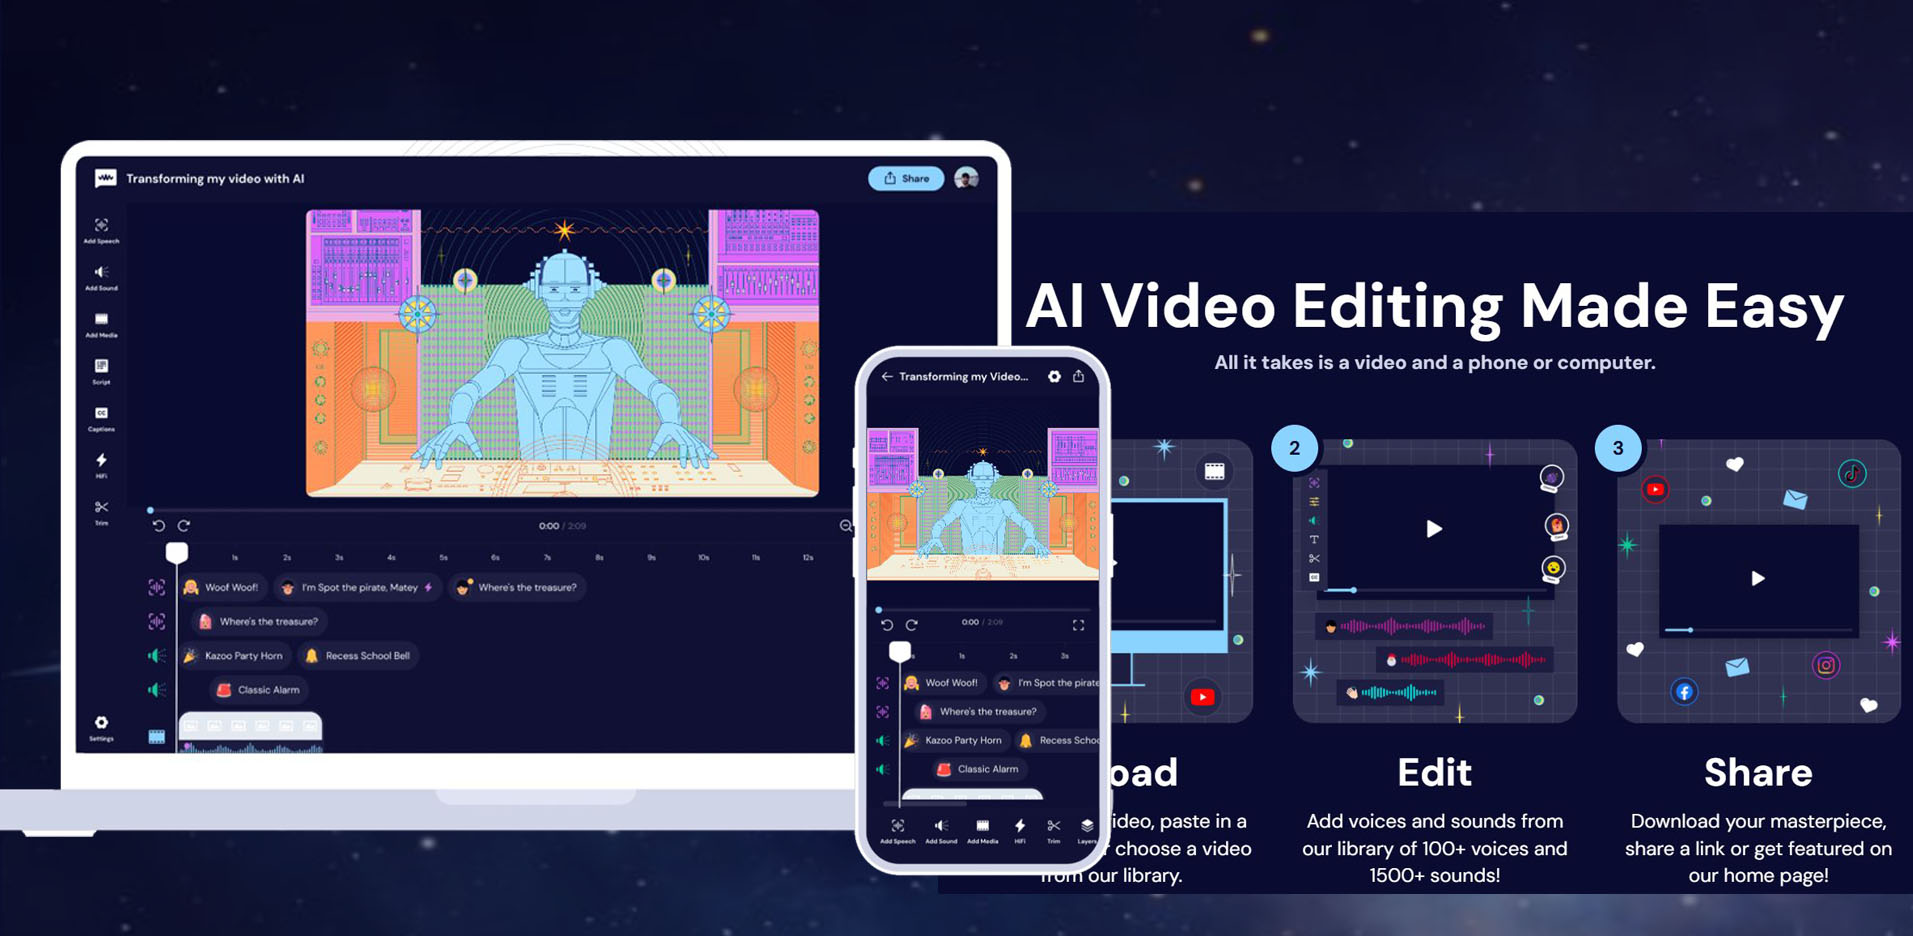 Transforming my video with AI
Share
Add Speech
Add Sound
Add Media
Script
Captions
HiFi
Trim
Settings
0:00 / 2:09
1s 2s 3s 4s 5s 6s 7s 8s 9s 10s 11s 12s
Woof Woof! I'm Spot the pirate, Matey Where's the treasure?
Where's the treasure?
Kazoo Party Horn Recess School Bell
Classic Alarm
Transforming my Video...
0:00 / 2:09
s 1s 2s 3s
Woof Woof! I'm Spot the pirate
Where's the treasure?
Kazoo Party Horn Recess Schoo
Classic Alarm
Add Speech Add Sound Add Media HiFi Trim Layers
AI Video Editing Made Easy
All it takes is a video and a phone or computer.
oad
ideo, paste in a
r choose a video
from our library.
2
T
CC
Edit
Add voices and sounds from
our library of 100+ voices and
1500+ sounds!
3
Share
Download your masterpiece,
share a link or get featured on
our home page!